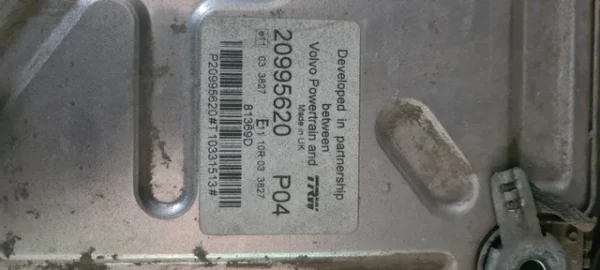 Developed in partnership
between
Volvo Powertrain and TRW
Made in UK
20995620 P04
e11 03 3827 E11 10R-03 3827
81369D
P20995620#T10331513#